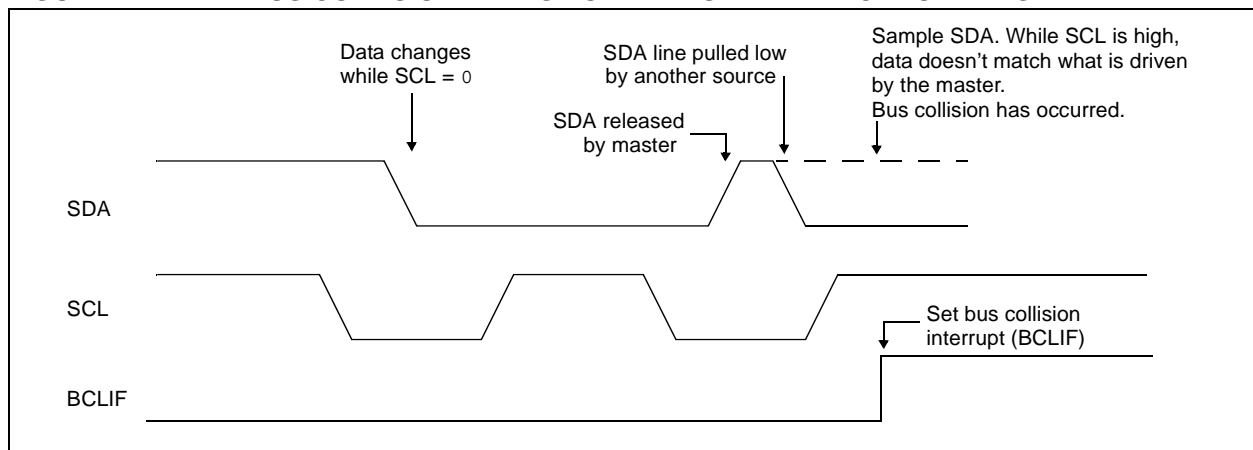 Data changes
while SCL = 0
SDA line pulled low
by another source
Sample SDA. While SCL is high,
data doesn't match what is driven
by the master.
Bus collision has occurred.
SDA released
by master
SDA
SCL
Set bus collision
interrupt (BCLIF)
BCLIF